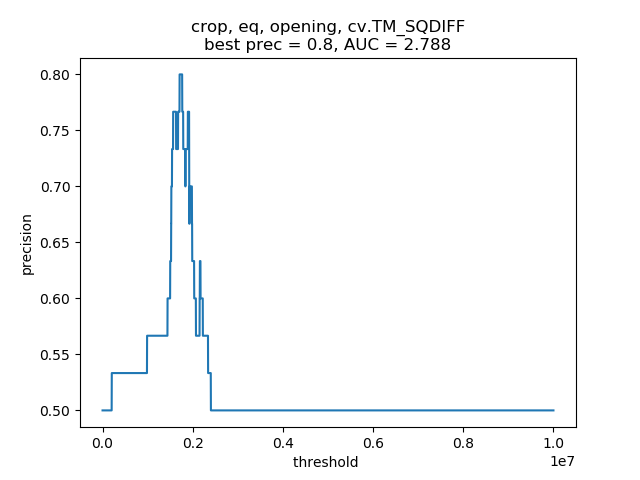 crop, eq, opening, cv.TM_SQDIFF
best prec = 0.8, AUC = 2.788
0.80
0.75
0.70
0.65
0.60
0.55
0.50
precision
0.0 0.2 0.4 0.6 0.8 1.0
1e7
threshold